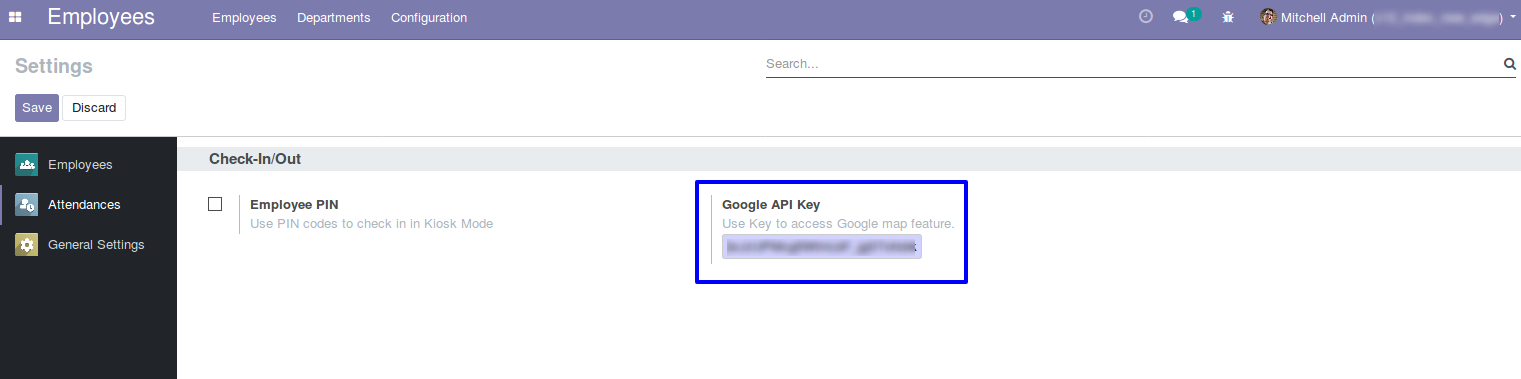 Employees Employees Departments Configuration 1 Mitchell Admin ( )
Settings Search...
Save Discard
Check-In/Out
Employees
Attendances
General Settings
Employee PIN
Use PIN codes to check in in Kiosk Mode
Google API Key
Use Key to access Google map feature.